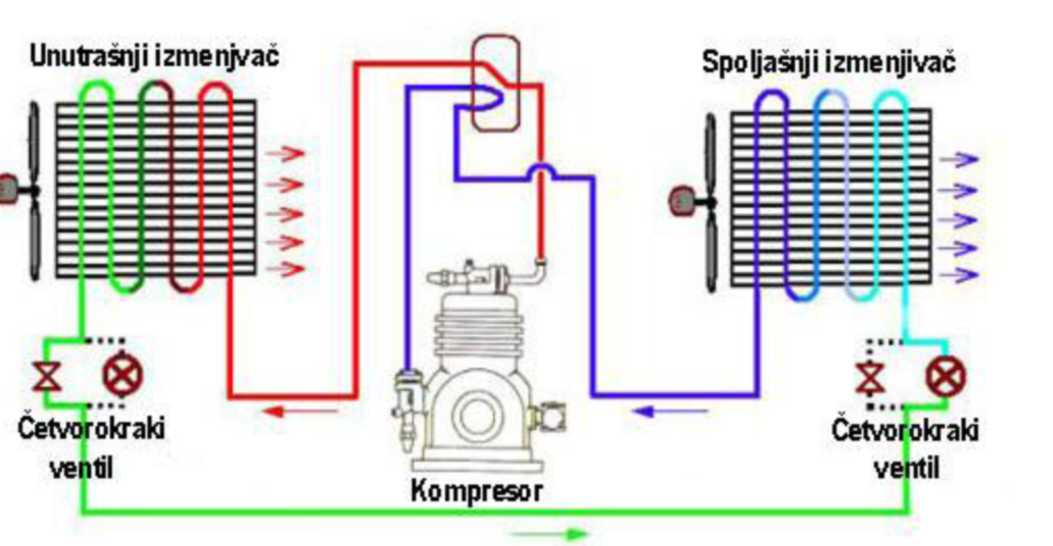 Unutrašnji izmenjvač
Spoljašnji izmenjivač
Četvorokraki
ventil
Četvorokraki
ventil
Kompresor